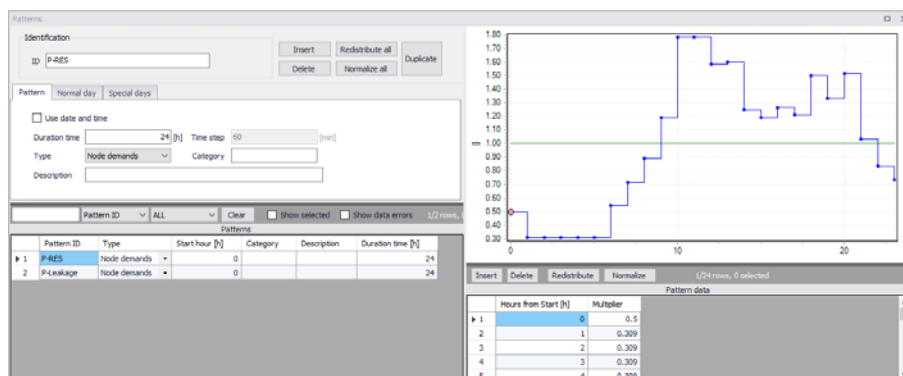 Patterns
Identification
ID P-RES
Insert Redistribute all Duplicate
Delete Normalize all
Pattern Normal day Special days
Use date and time
Duration time 24 [h] Time step 60 [min]
Type Node demands Category
Description
Pattern ID ALL Clear Show selected Show data errors 1/2 rows, 0
Patterns
Pattern ID Type Start hour [h] Category Description Duration time [h]
1 P-RES Node demands 0 24
2 P-Leakage Node demands 0 24
1.80
1.70
1.60
1.50
1.40
1.30
1.20
1.10
1.00
0.90
0.80
0.70
0.60
0.50
0.40
0.30
0 10 20
Insert Delete Redistribute Normalize 1/24 rows, 0 selected
Pattern data
Hours from Start [h] Multiplier
1 0 0.5
2 1 0.309
3 2 0.309
4 3 0.309
5 4 0.309